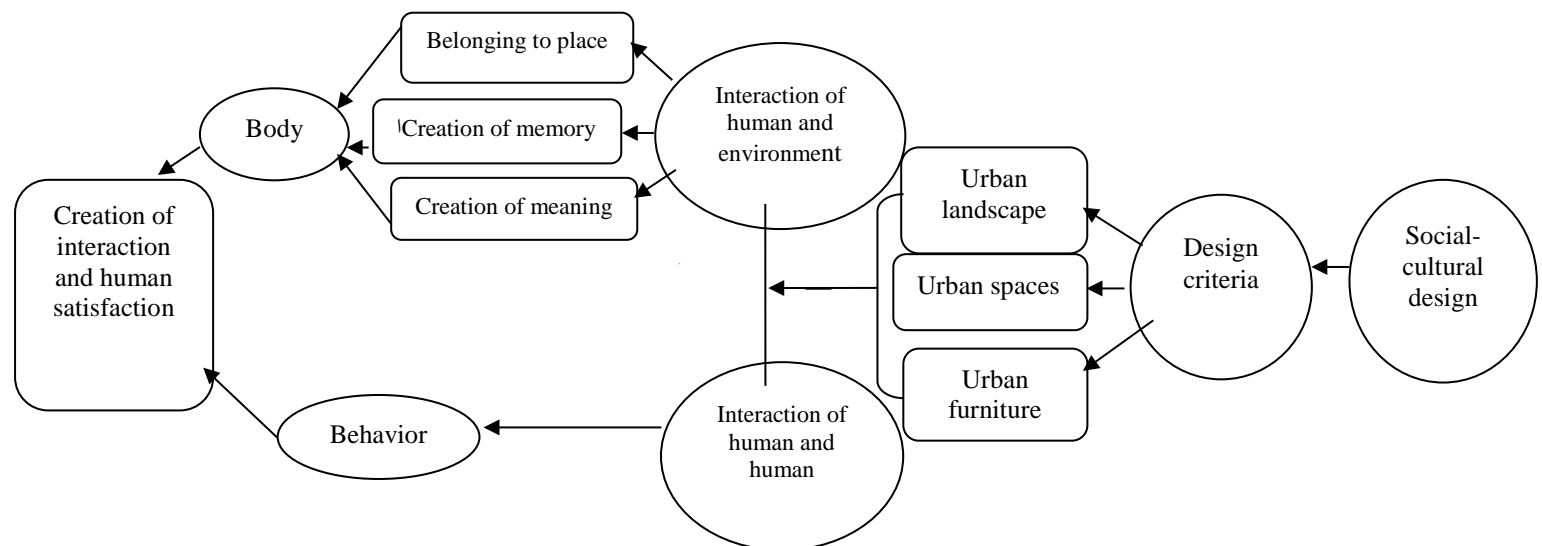 Belonging to place
Interaction of
human and
environment
Body
Creation of memory
Creation of meaning
Urban
landscape
Creation of
interaction
and human
satisfaction
Design
criteria
Social-
cultural
design
Urban spaces
Urban
furniture
Behavior
Interaction of
human and
human